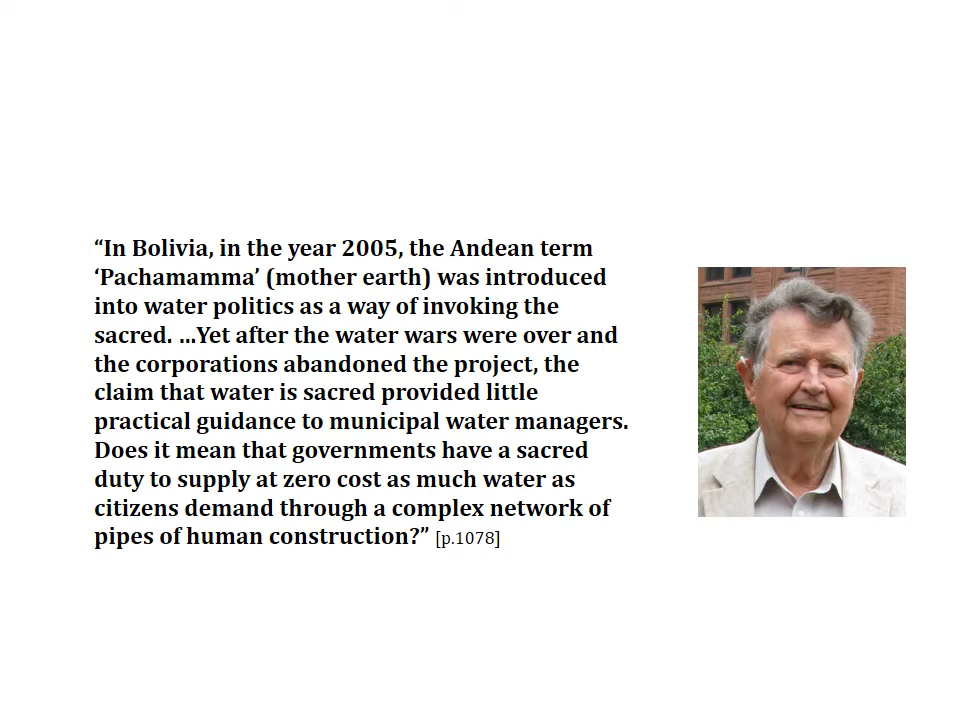 “In Bolivia, in the year 2005, the Andean term
‘Pachamamma’ (mother earth) was introduced
into water politics as a way of invoking the
sacred. …Yet after the water wars were over and
the corporations abandoned the project, the
claim that water is sacred provided little
practical guidance to municipal water managers.
Does it mean that governments have a sacred
duty to supply at zero cost as much water as
citizens demand through a complex network of
pipes of human construction?” [p.1078]